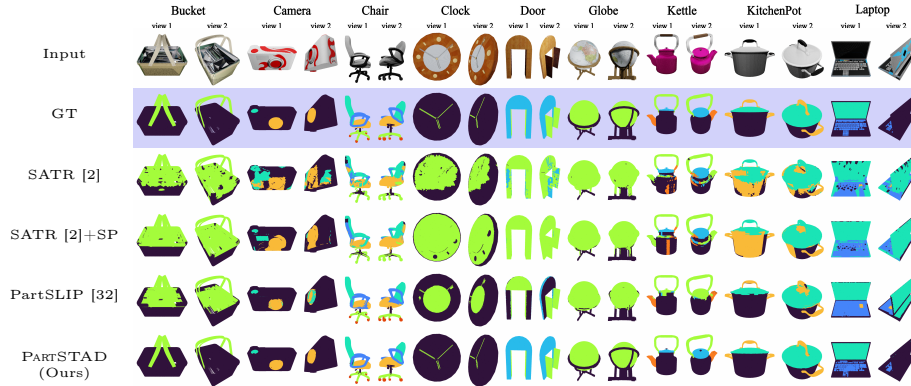 Bucket Camera Chair Clock Door Globe Kettle KitchenPot Laptop
view 1 view 2 view 1 view 2 view 1 view 2 view 1 view 2 view 1 view 2 view 1 view 2 view 1 view 2 view 1 view 2 view 1 view 2
Input
GT
SATR [2]
SATR [2]+SP
PartSLIP [32]
PARTSTAD
(Ours)